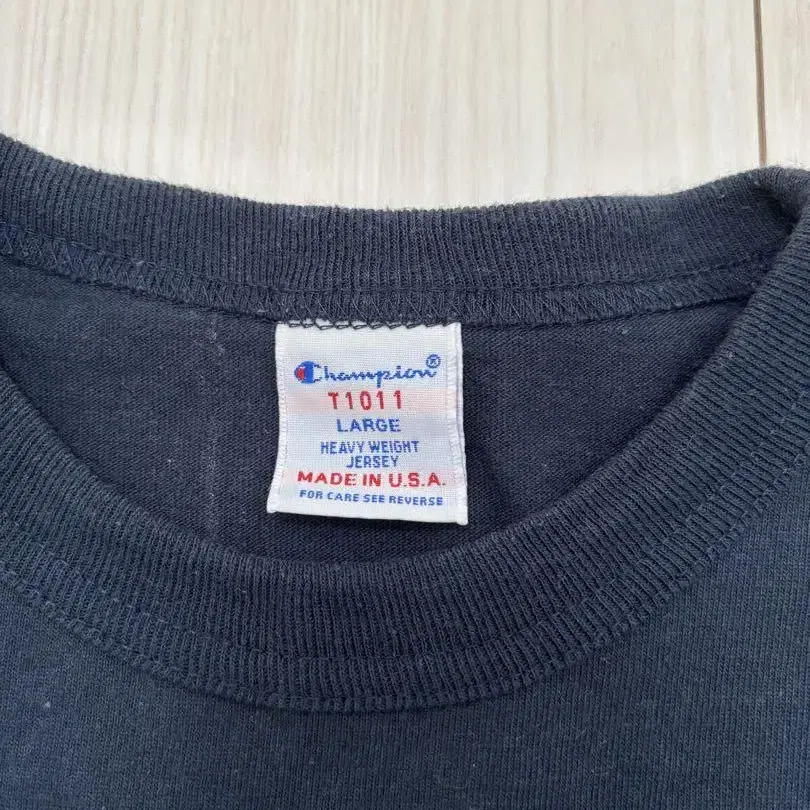 Champion®
T1011
LARGE
HEAVY WEIGHT
JERSEY
MADE IN U.S.A.
FOR CARE SEE REVERSE